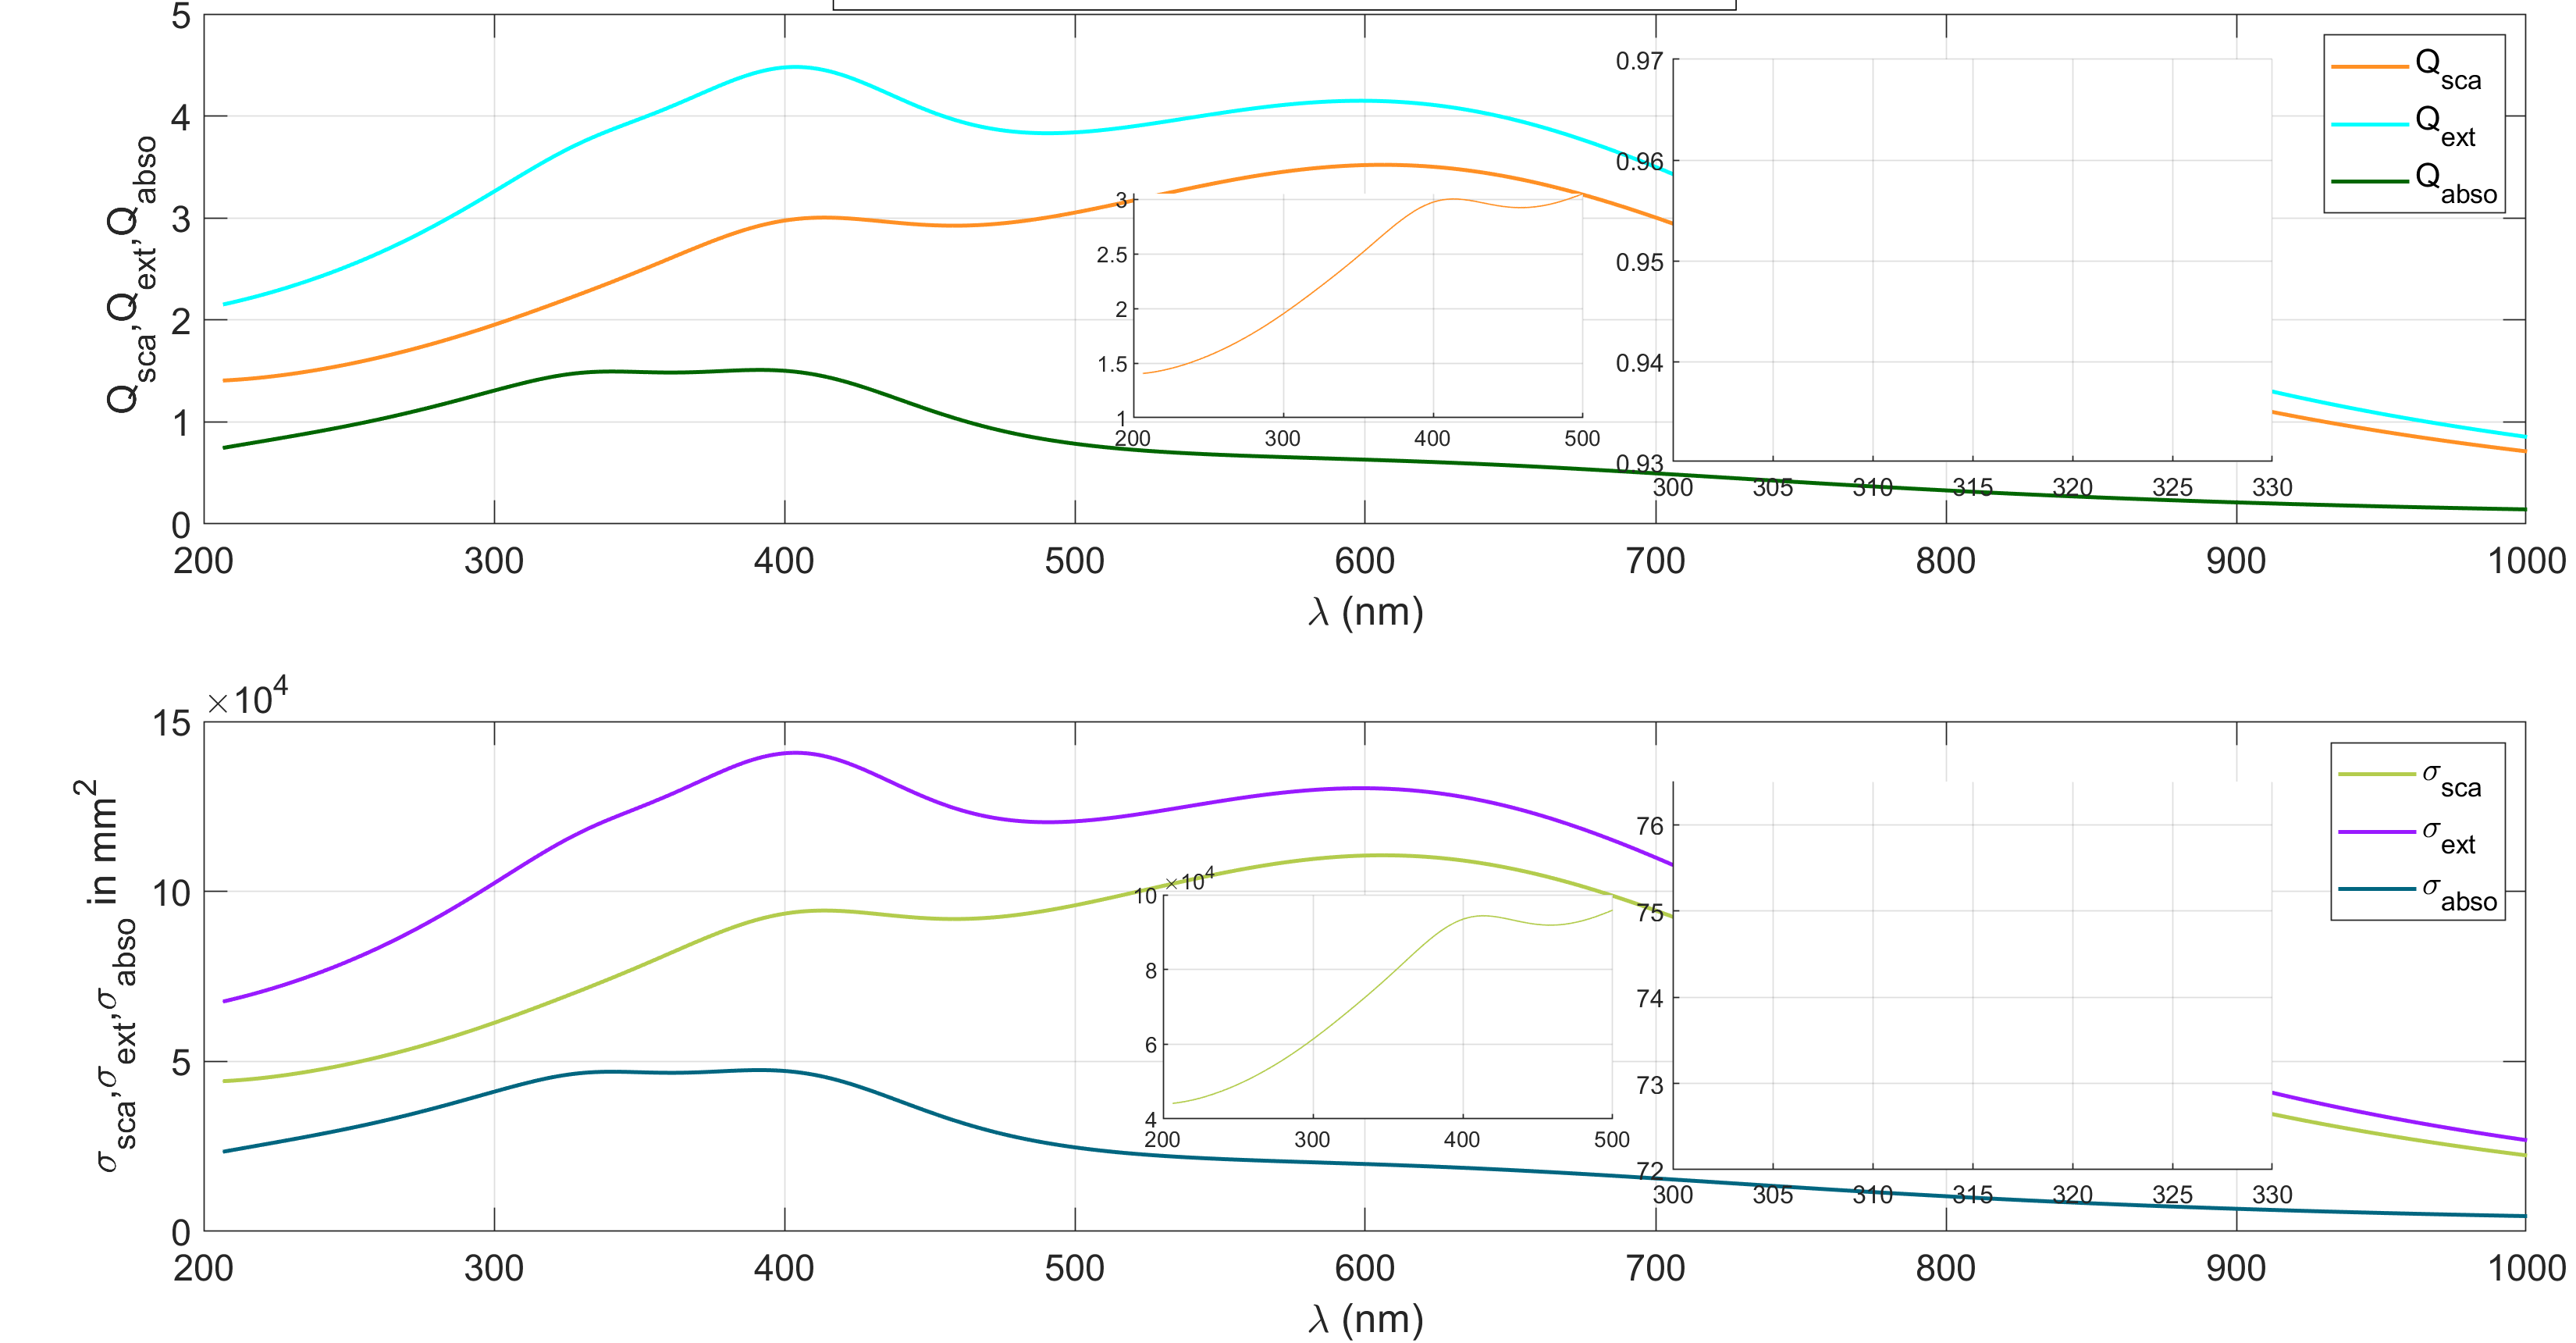 5
4
3
2
1
0
Q_sca,Q_ext,Q_abso
200 300 400 500 600 700 800 900 1000
λ (nm)
3
2.5
2
1.5
1
200 300 400 500
0.97
0.96
0.95
0.94
0.93
300 305 310 315 320 325 330
Q_sca
Q_ext
Q_abso
×10^4
15
10
5
0
σ_sca,σ_ext,σ_abso in mm^2
200 300 400 500 600 700 800 900 1000
λ (nm)
×10^4
10
8
6
4
200 300 400 500
76
75
74
73
72
300 305 310 315 320 325 330
σ_sca
σ_ext
σ_abso